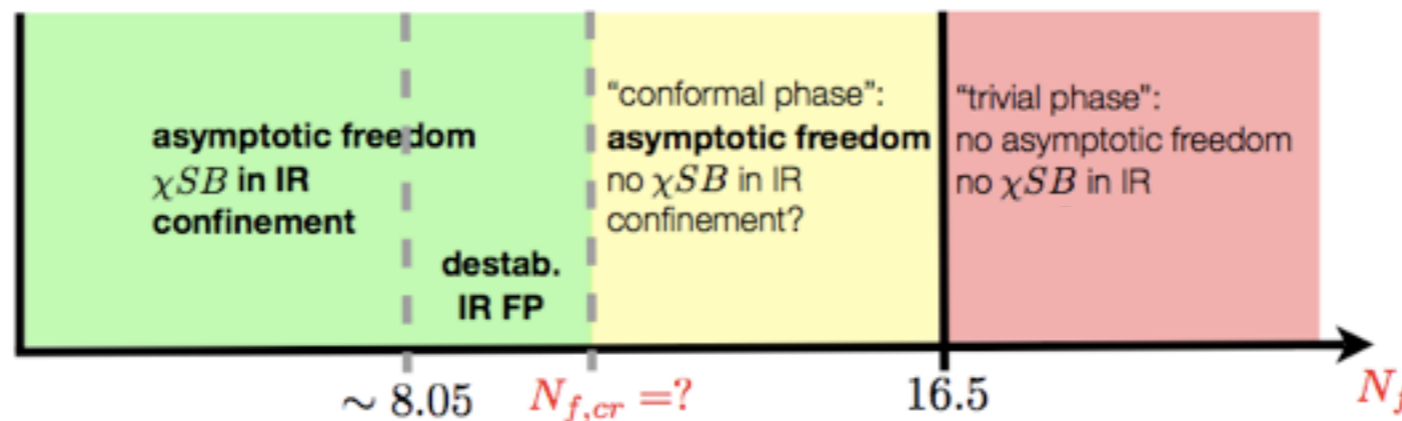 asymptotic freedom
χSB in IR
confinement
destab.
IR FP
“conformal phase”:
asymptotic freedom
no χSB in IR
confinement?
“trivial phase”:
no asymptotic freedom
no χSB in IR
∼ 8.05
N_{f,cr} =?
16.5
N_f